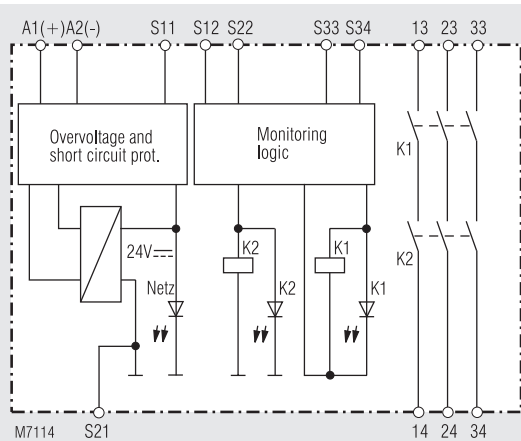 A1(+) A2(-) S11 S12 S22 S33 S34 13 23 33
Overvoltage and
short circuit prot.
Monitoring
logic
K1
24V
K2
K1
K2
Netz
K2
K1
M7114
S21
14 24 34